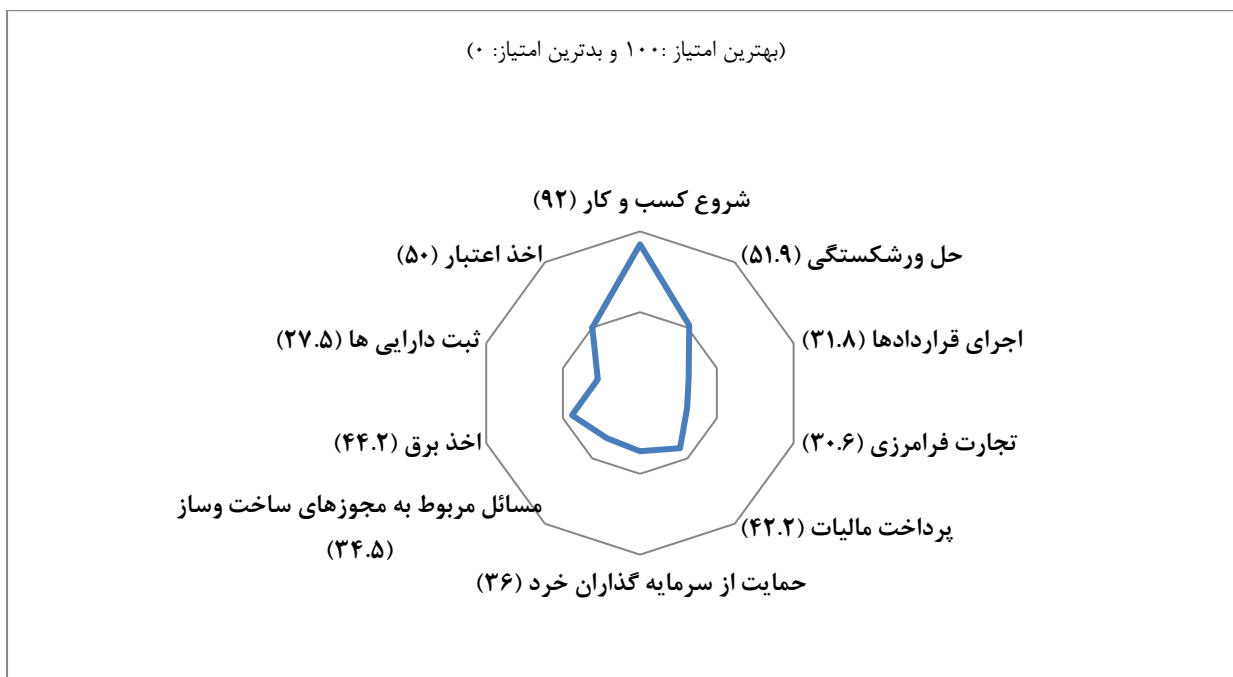 (بهترین امتیاز :۱۰۰ و بدترین امتیاز: ۰)
شروع کسب و کار (۹۲)
حل ورشکستگی (۵۱.۹)
اجرای قراردادها (۳۱.۸)
تجارت فرامرزی (۳۰.۶)
پرداخت مالیات (۴۲.۲)
حمایت از سرمایه گذاران خرد (۳۶)
مسائل مربوط به مجوزهای ساخت وساز
(۳۴.۵)
اخذ برق (۴۴.۲)
ثبت دارایی ها (۲۷.۵)
اخذ اعتبار (۵۰)